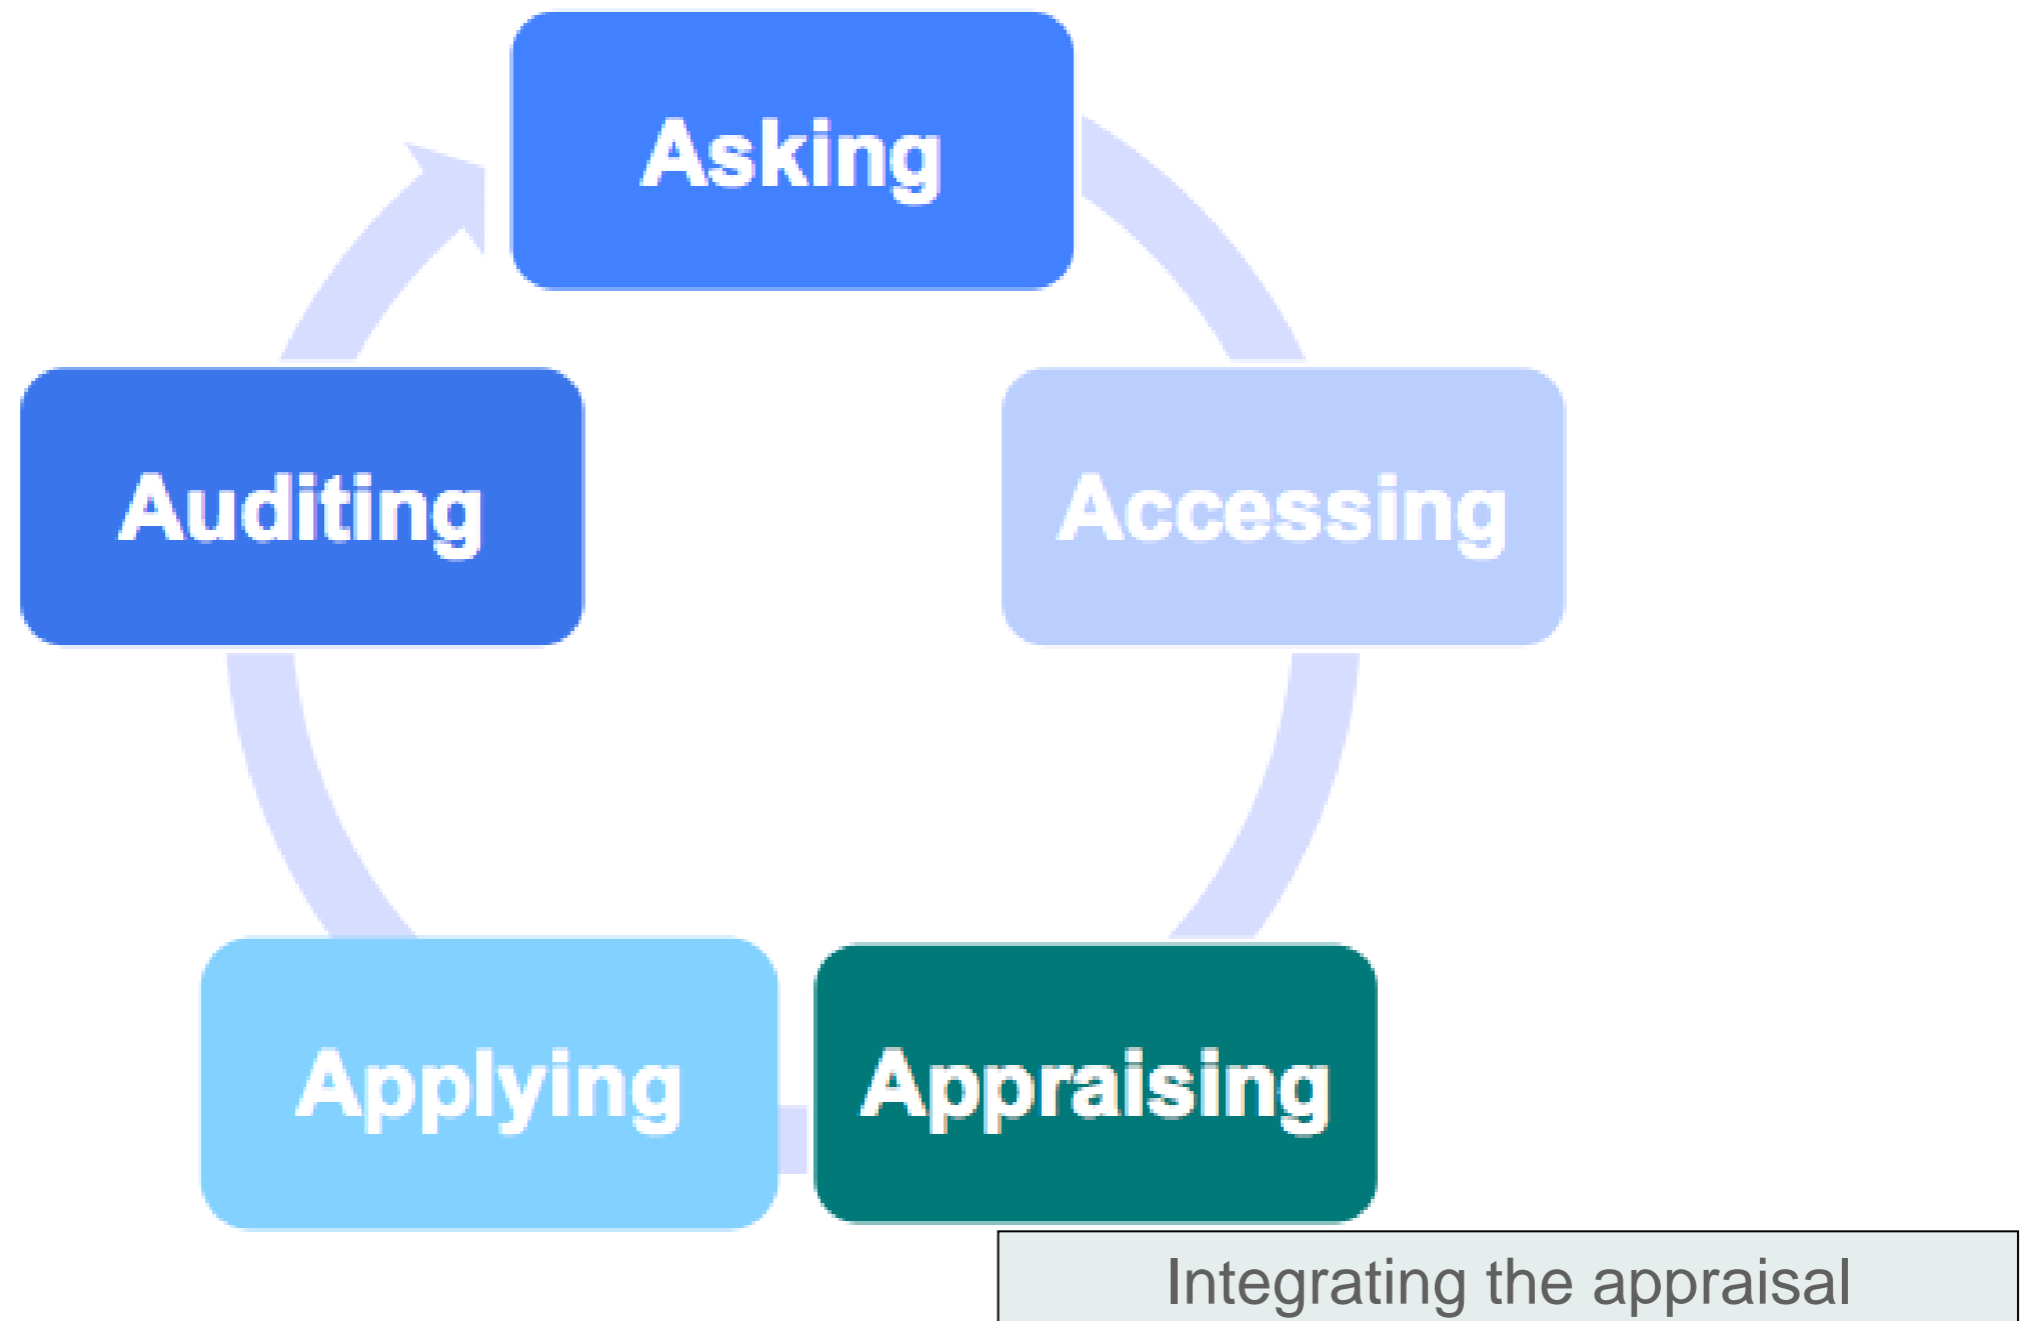 Asking
Accessing
Appraising
Applying
Auditing
Integrating the appraisal